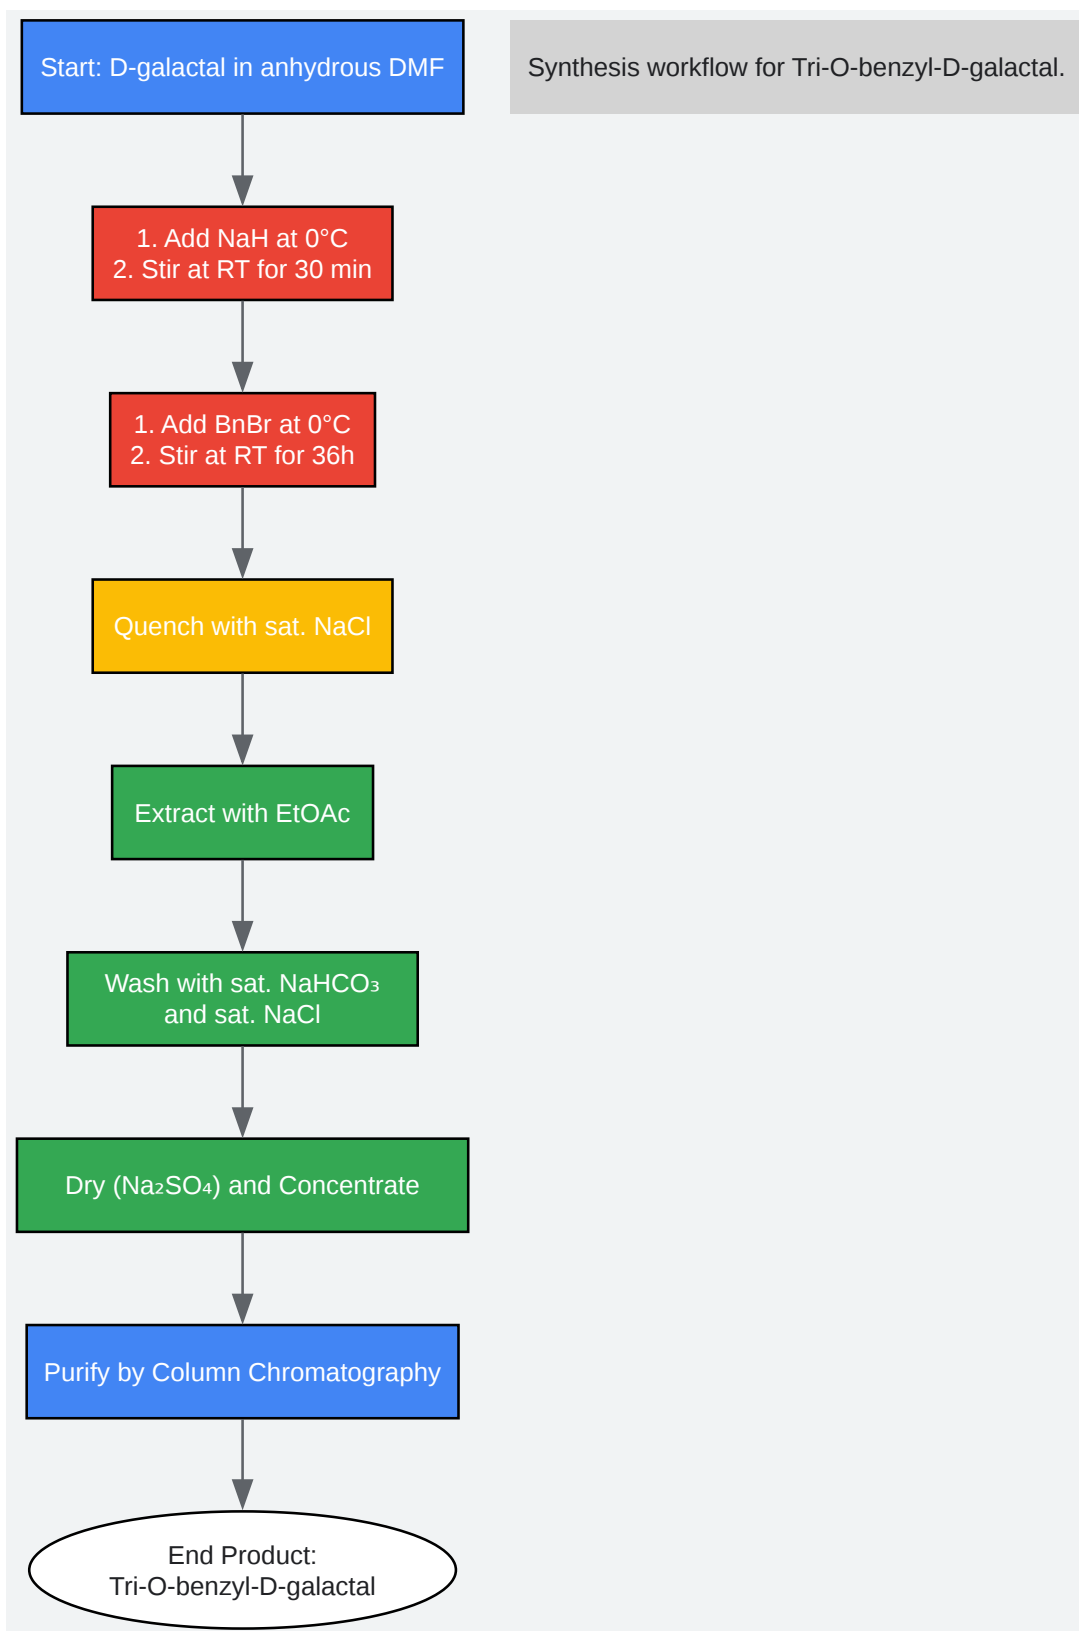 Start: D-galactal in anhydrous DMF
Synthesis workflow for Tri-O-benzyl-D-galactal.
1. Add NaH at 0°C
2. Stir at RT for 30 min
1. Add BnBr at 0°C
2. Stir at RT for 36h
Quench with sat. NaCl
Extract with EtOAc
Wash with sat. NaHCO₃
and sat. NaCl
Dry (Na₂SO₄) and Concentrate
Purify by Column Chromatography
End Product:
Tri-O-benzyl-D-galactal